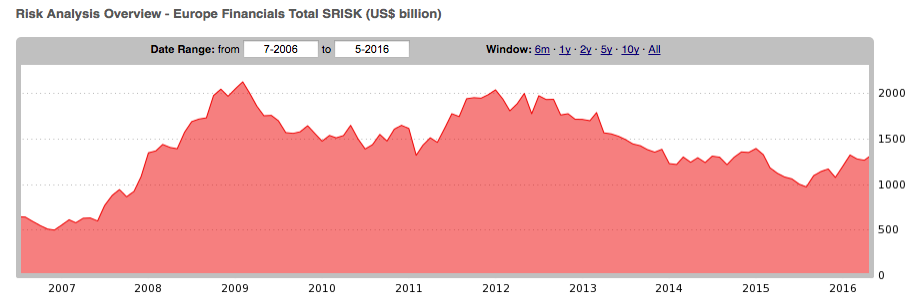 Risk Analysis Overview - Europe Financials Total SRISK (US$ billion)
Date Range: from 7-2006 to 5-2016 Window: 6m · 1y · 2y · 5y · 10y · All
2000
1500
1000
500
0
2007 2008 2009 2010 2011 2012 2013 2014 2015 2016